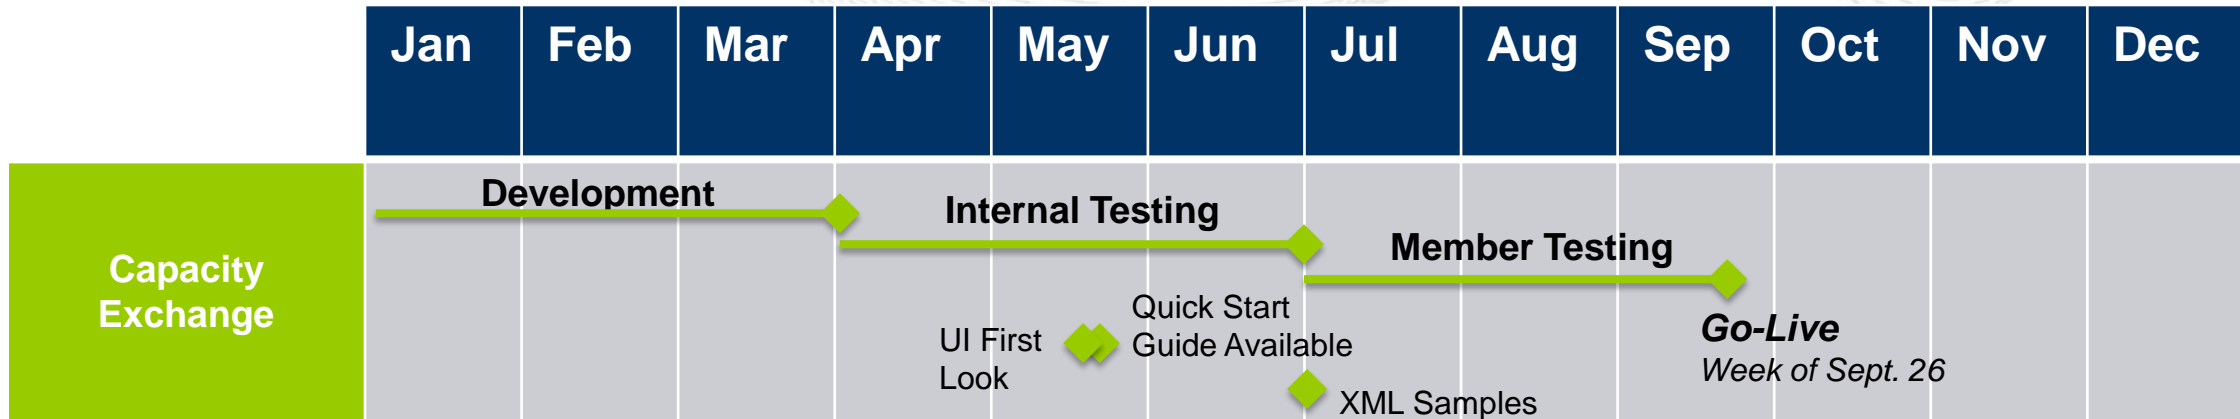 Jan Feb Mar Apr May Jun Jul Aug Sep Oct Nov Dec
Capacity
Exchange
Development
Internal Testing
Member Testing
UI First
Look
Quick Start
Guide Available
Go-Live
Week of Sept. 26
XML Samples